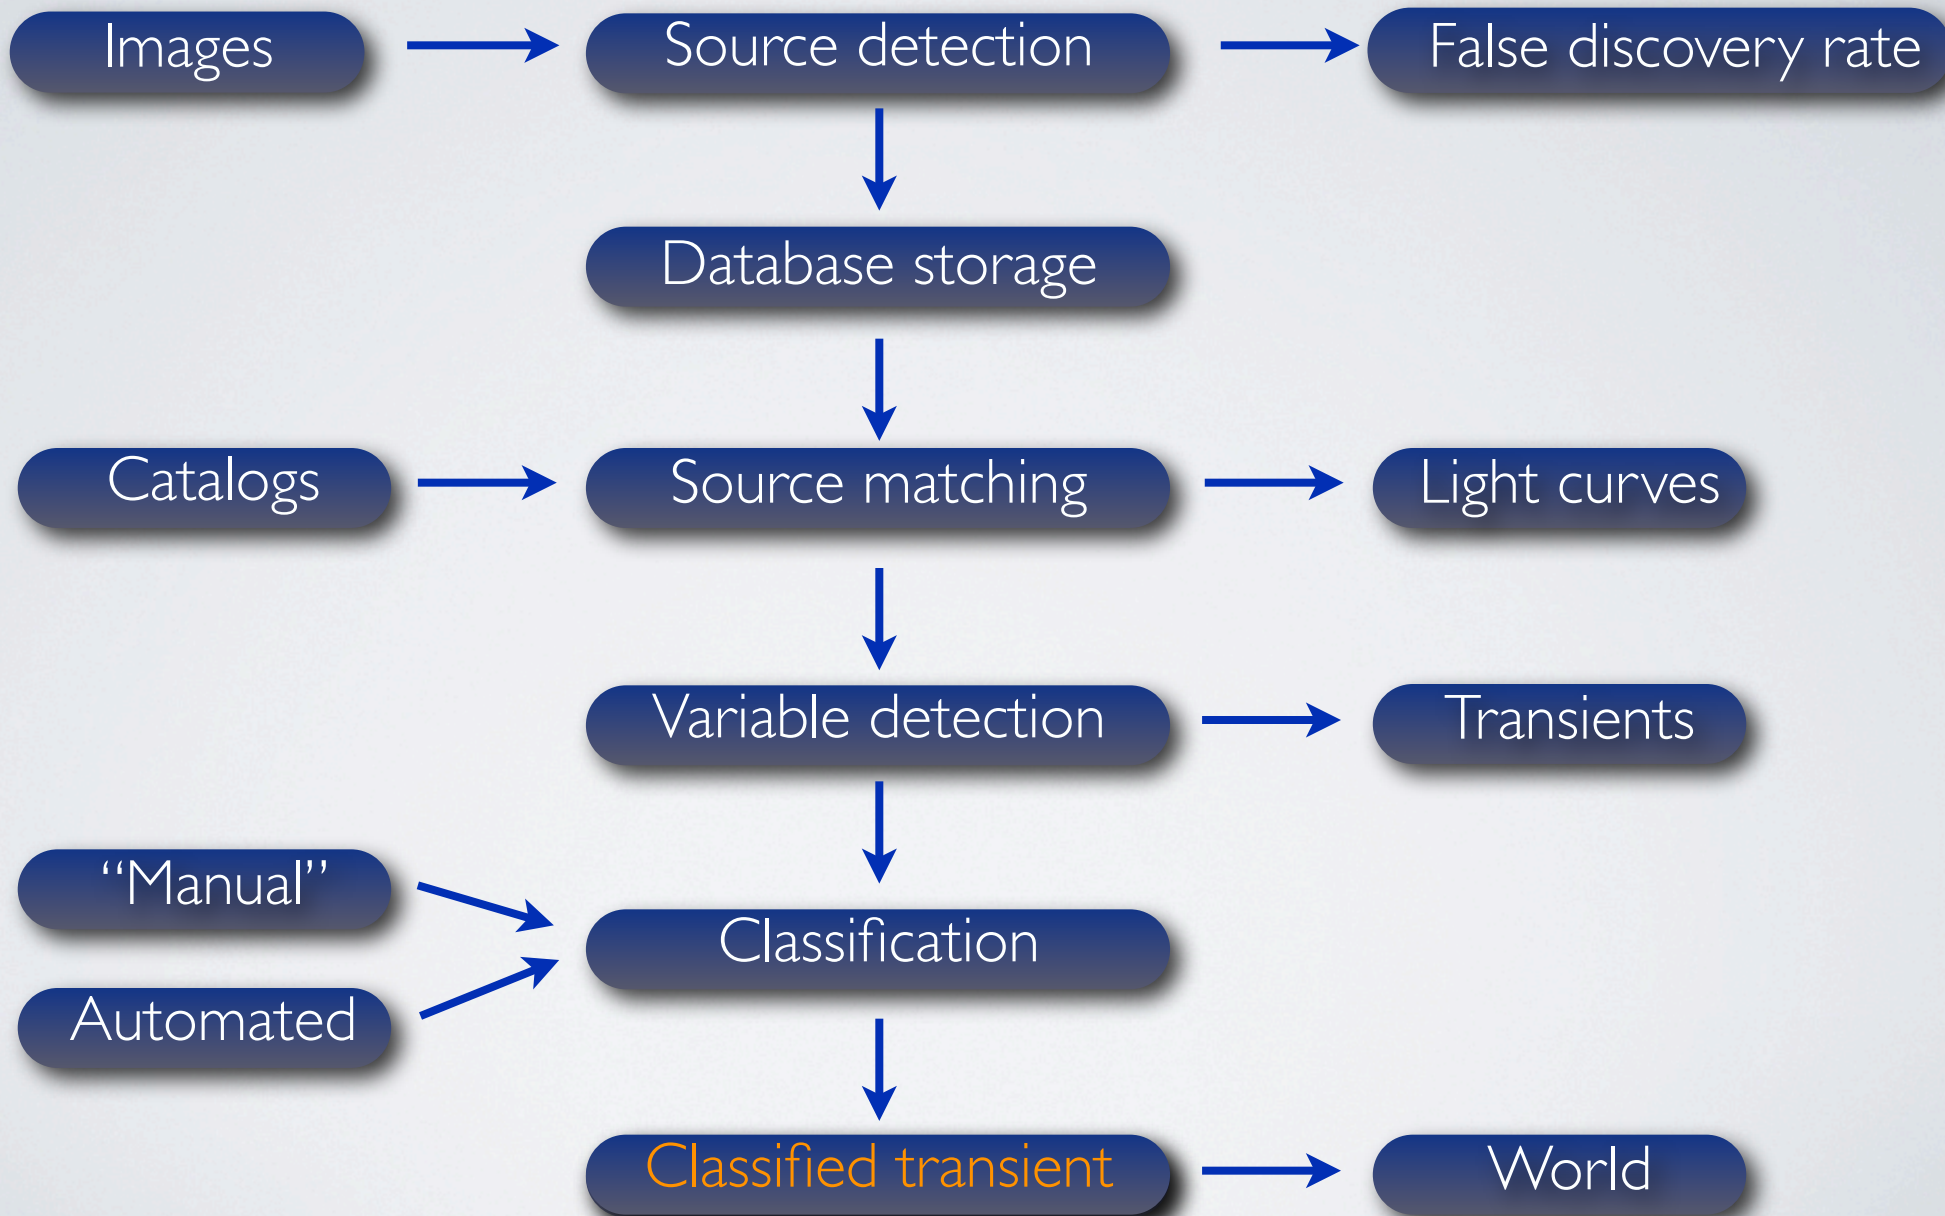 Images
Source detection
False discovery rate
Database storage
Catalogs
Source matching
Light curves
Variable detection
Transients
“Manual”
Classification
Automated
Classified transient
World